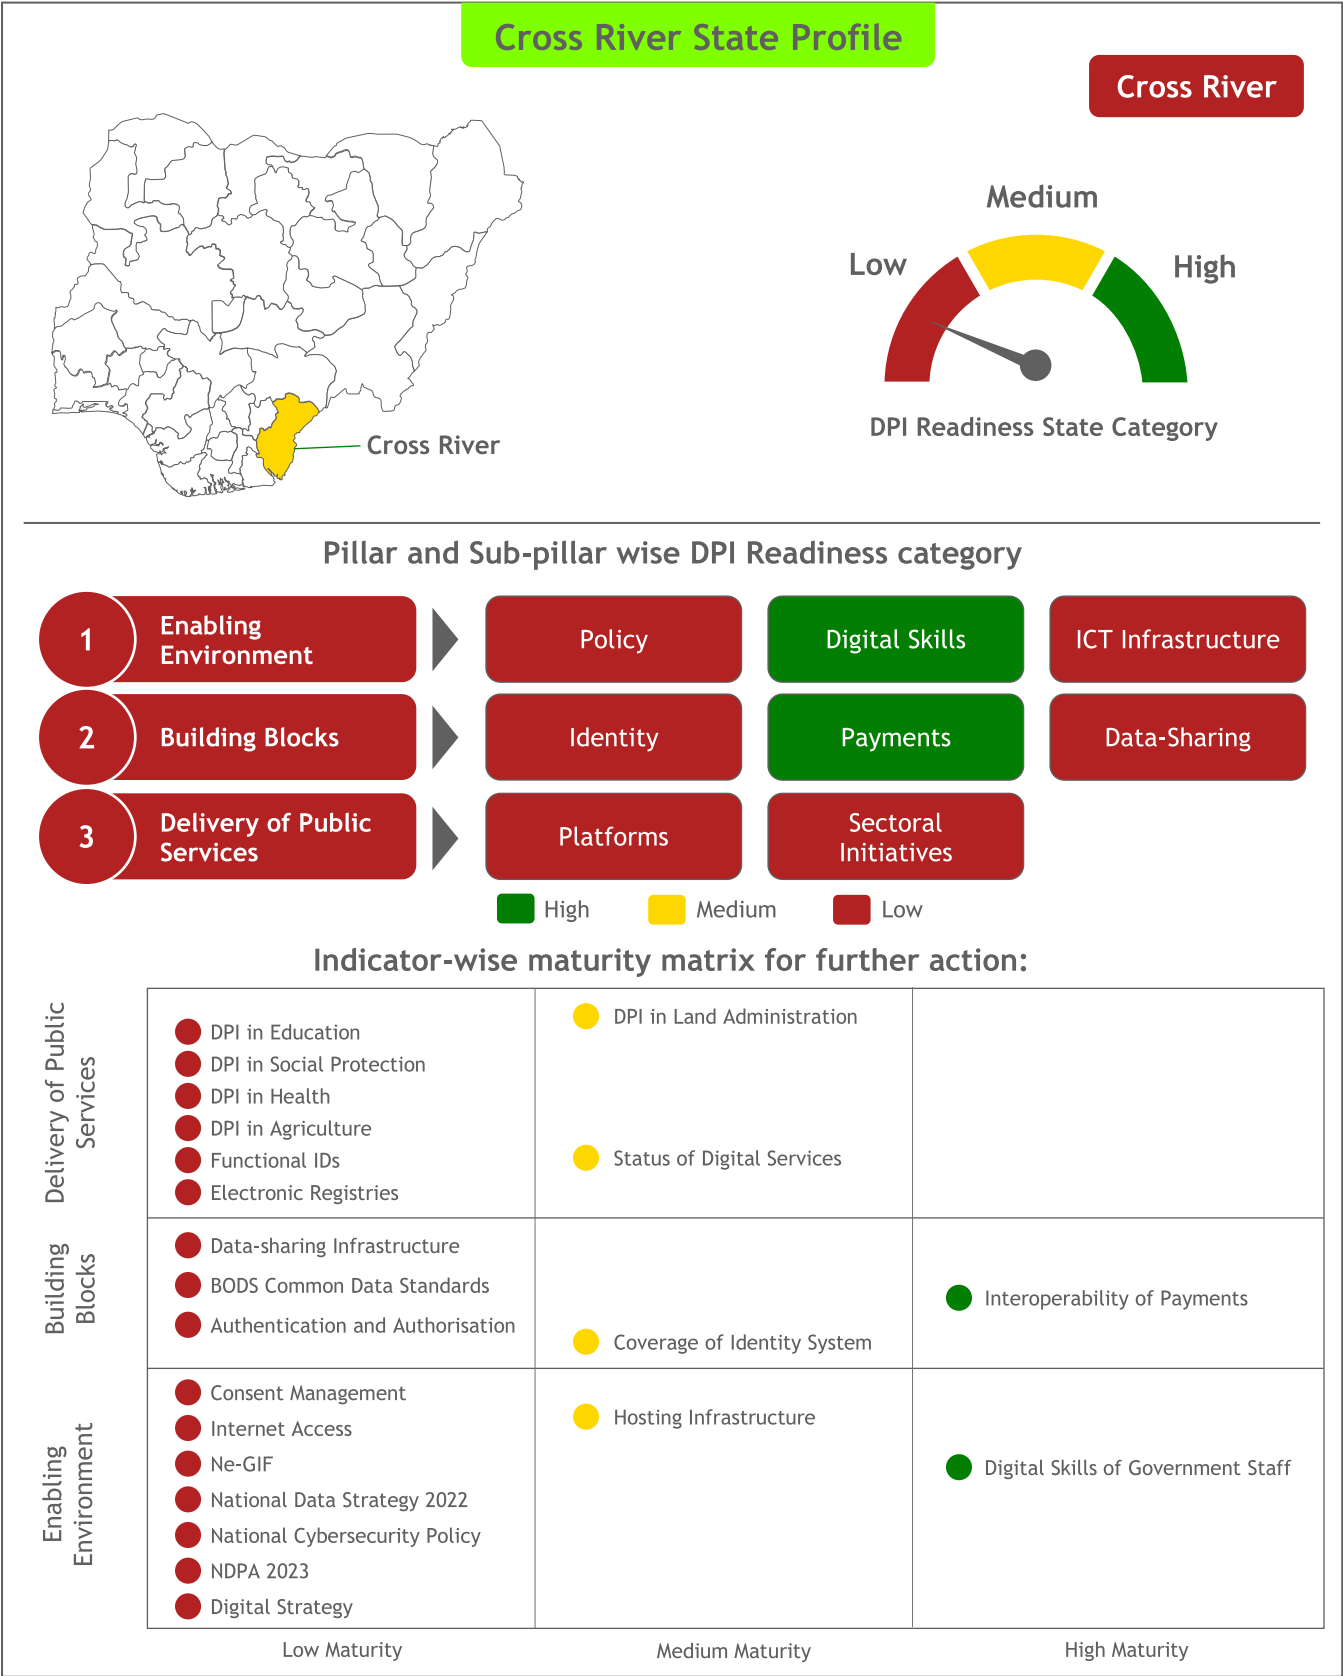 Cross River State Profile
Cross River
Medium
Low
High
DPI Readiness State Category
Cross River
Pillar and Sub-pillar wise DPI Readiness category
1
Enabling
Environment
Policy
Digital Skills
ICT Infrastructure
2
Building Blocks
Identity
Payments
Data-Sharing
3
Delivery of Public
Services
Platforms
Sectoral
Initiatives
High
Medium
Low
Indicator-wise maturity matrix for further action:
Delivery of Public
Services
DPI in Education
DPI in Social Protection
DPI in Health
DPI in Agriculture
Functional IDs
Electronic Registries
DPI in Land Administration
Status of Digital Services
Building
Blocks
Data-sharing Infrastructure
BODS Common Data Standards
Authentication and Authorisation
Coverage of Identity System
Interoperability of Payments
Enabling
Environment
Consent Management
Internet Access
Ne-GIF
National Data Strategy 2022
National Cybersecurity Policy
NDPA 2023
Digital Strategy
Hosting Infrastructure
Digital Skills of Government Staff
Low Maturity
Medium Maturity
High Maturity